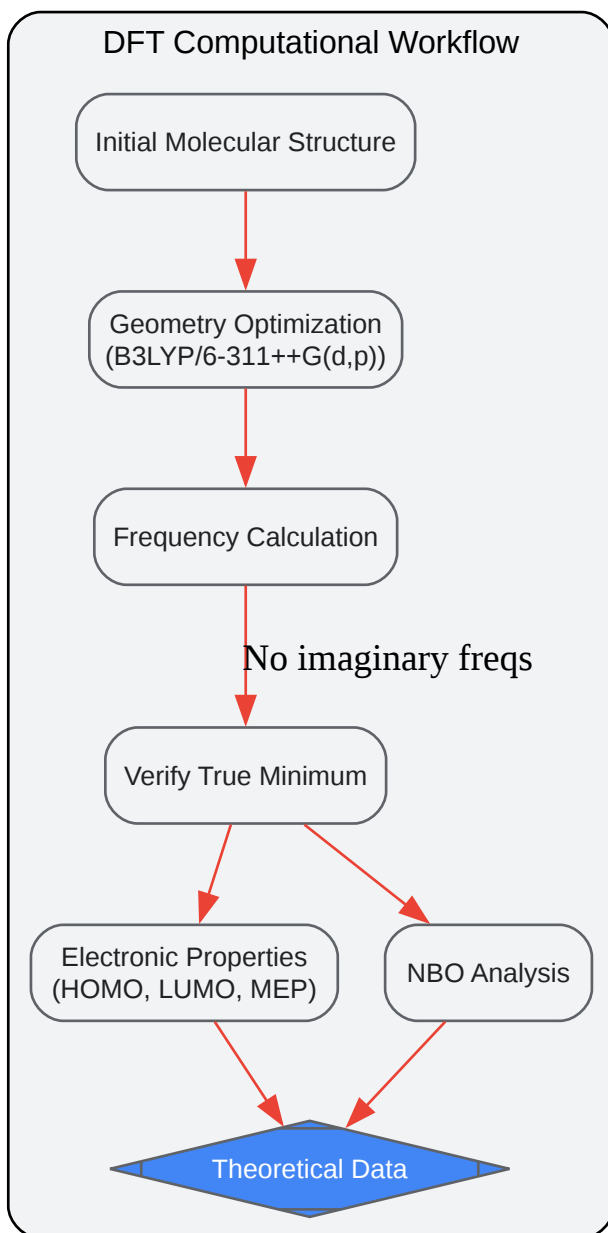 DFT Computational Workflow
Initial Molecular Structure
Geometry Optimization
(B3LYP/6-311++G(d,p))
Frequency Calculation
No imaginary freqs
Verify True Minimum
Electronic Properties
(HOMO, LUMO, MEP)
NBO Analysis
Theoretical Data